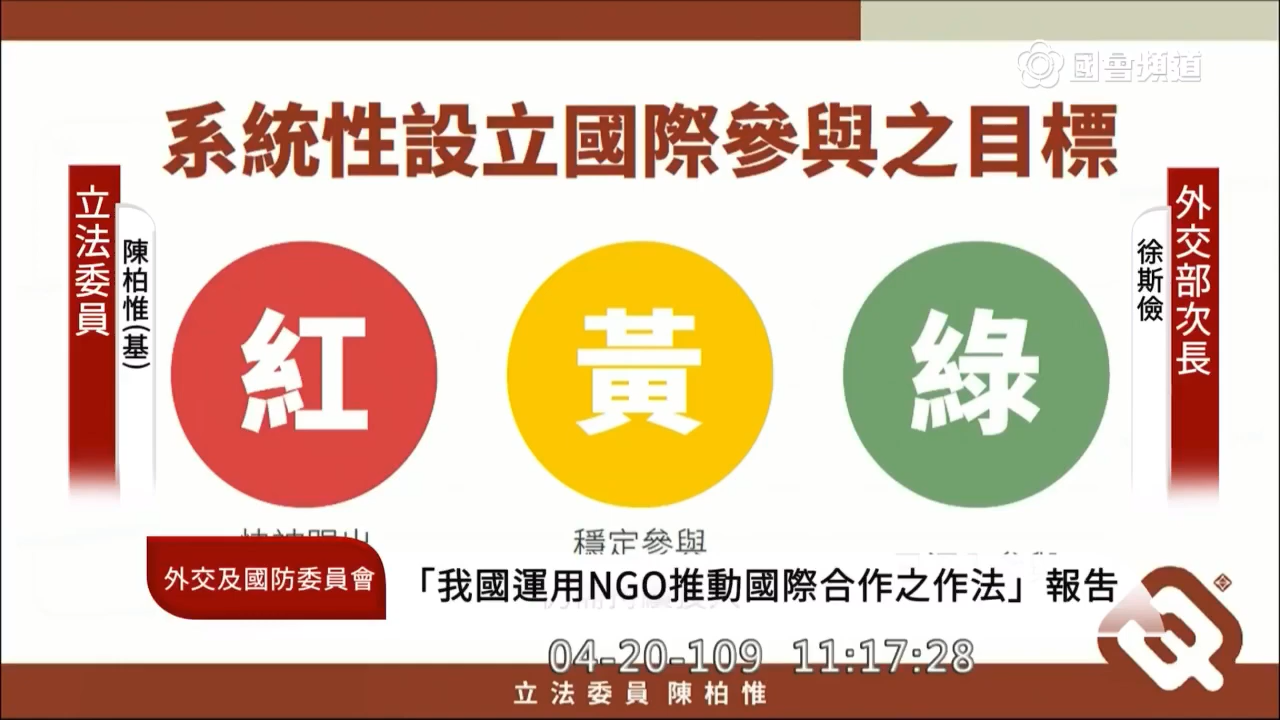 國會頻道
系統性設立國際參與之目標
立法委員
陳柏惟(基)
外交部次長
徐斯儉
紅
黃
綠
穩定參與
外交及國防委員會
「我國運用NGO推動國際合作之作法」報告
04-20-109 11:17:28
立法委員 陳柏惟